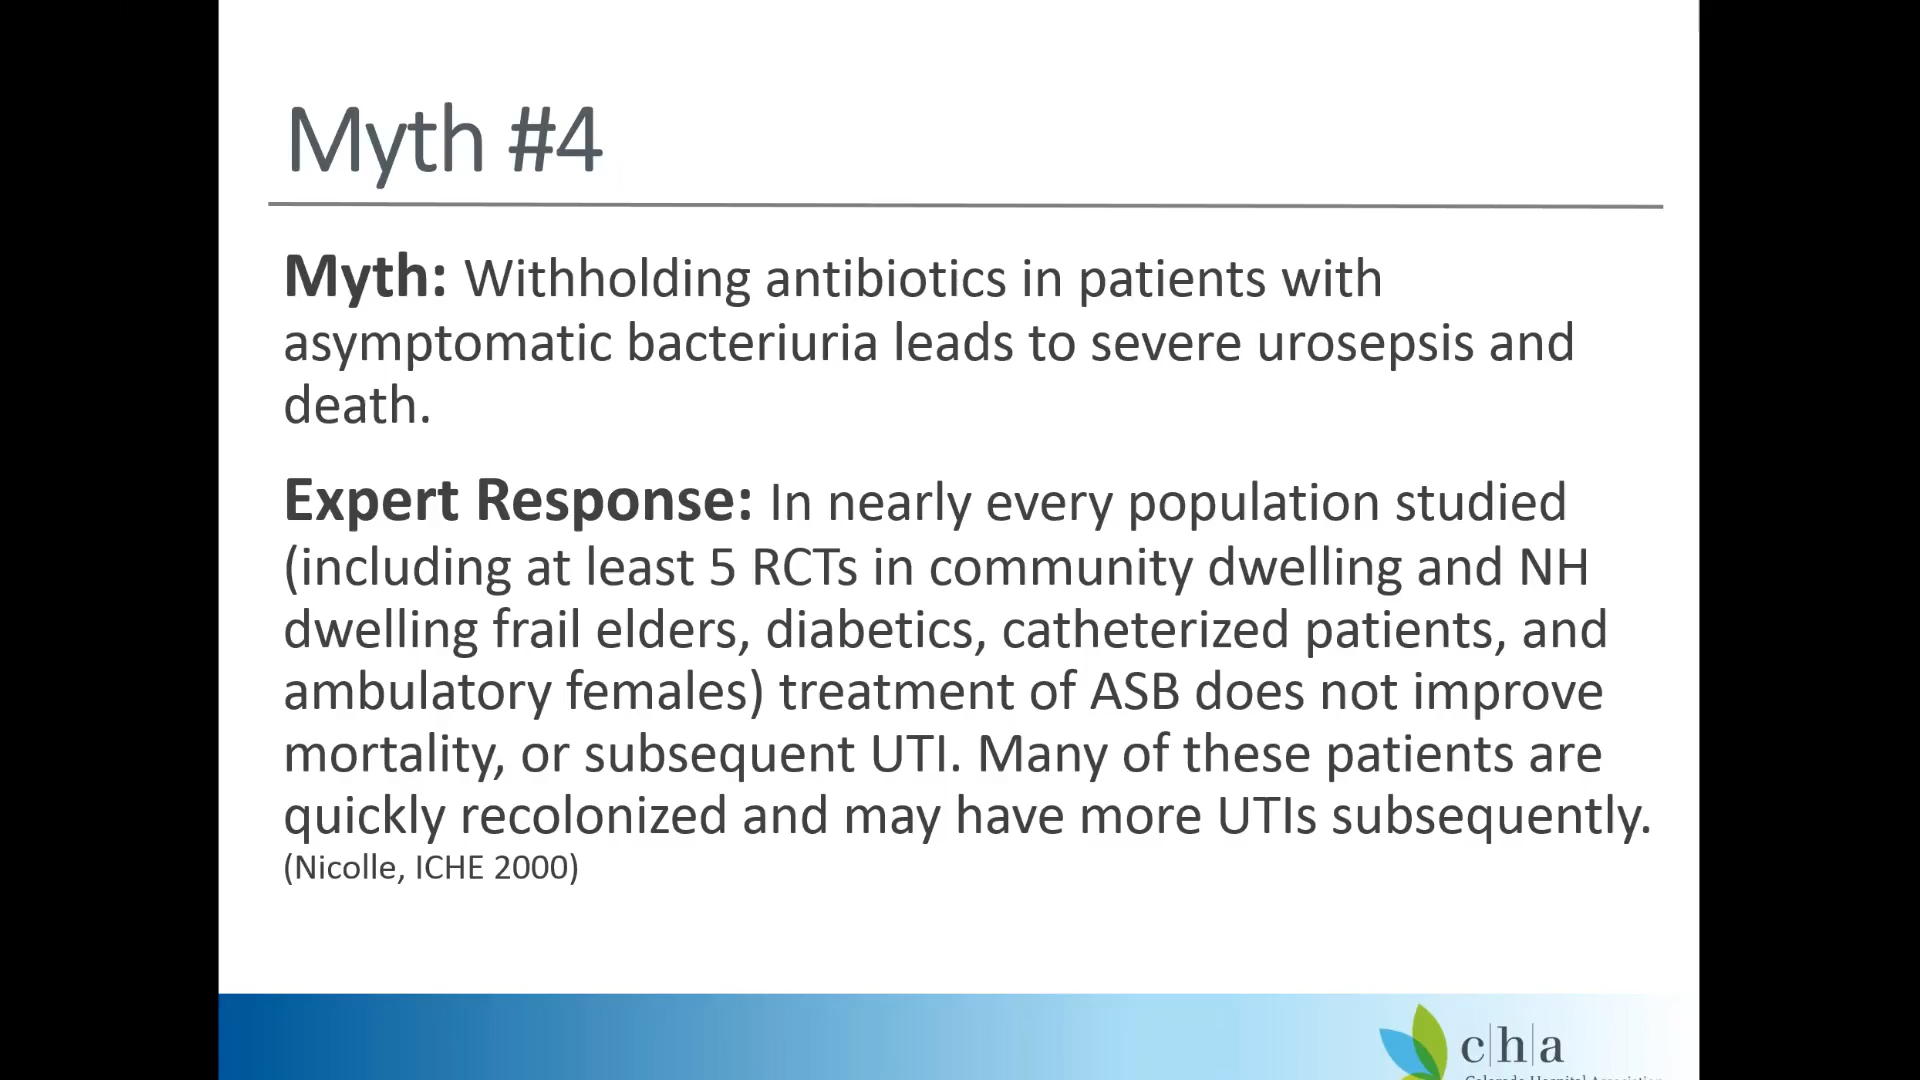 Myth #4
Myth: Withholding antibiotics in patients with
asymptomatic bacteriuria leads to severe urosepsis and
death.
Expert Response: In nearly every population studied
(including at least 5 RCTs in community dwelling and NH
dwelling frail elders, diabetics, catheterized patients, and
ambulatory females) treatment of ASB does not improve
mortality, or subsequent UTI. Many of these patients are
quickly recolonized and may have more UTIs subsequently.
(Nicolle, ICHE 2000)
c|h|a
Colorado Hospital Association